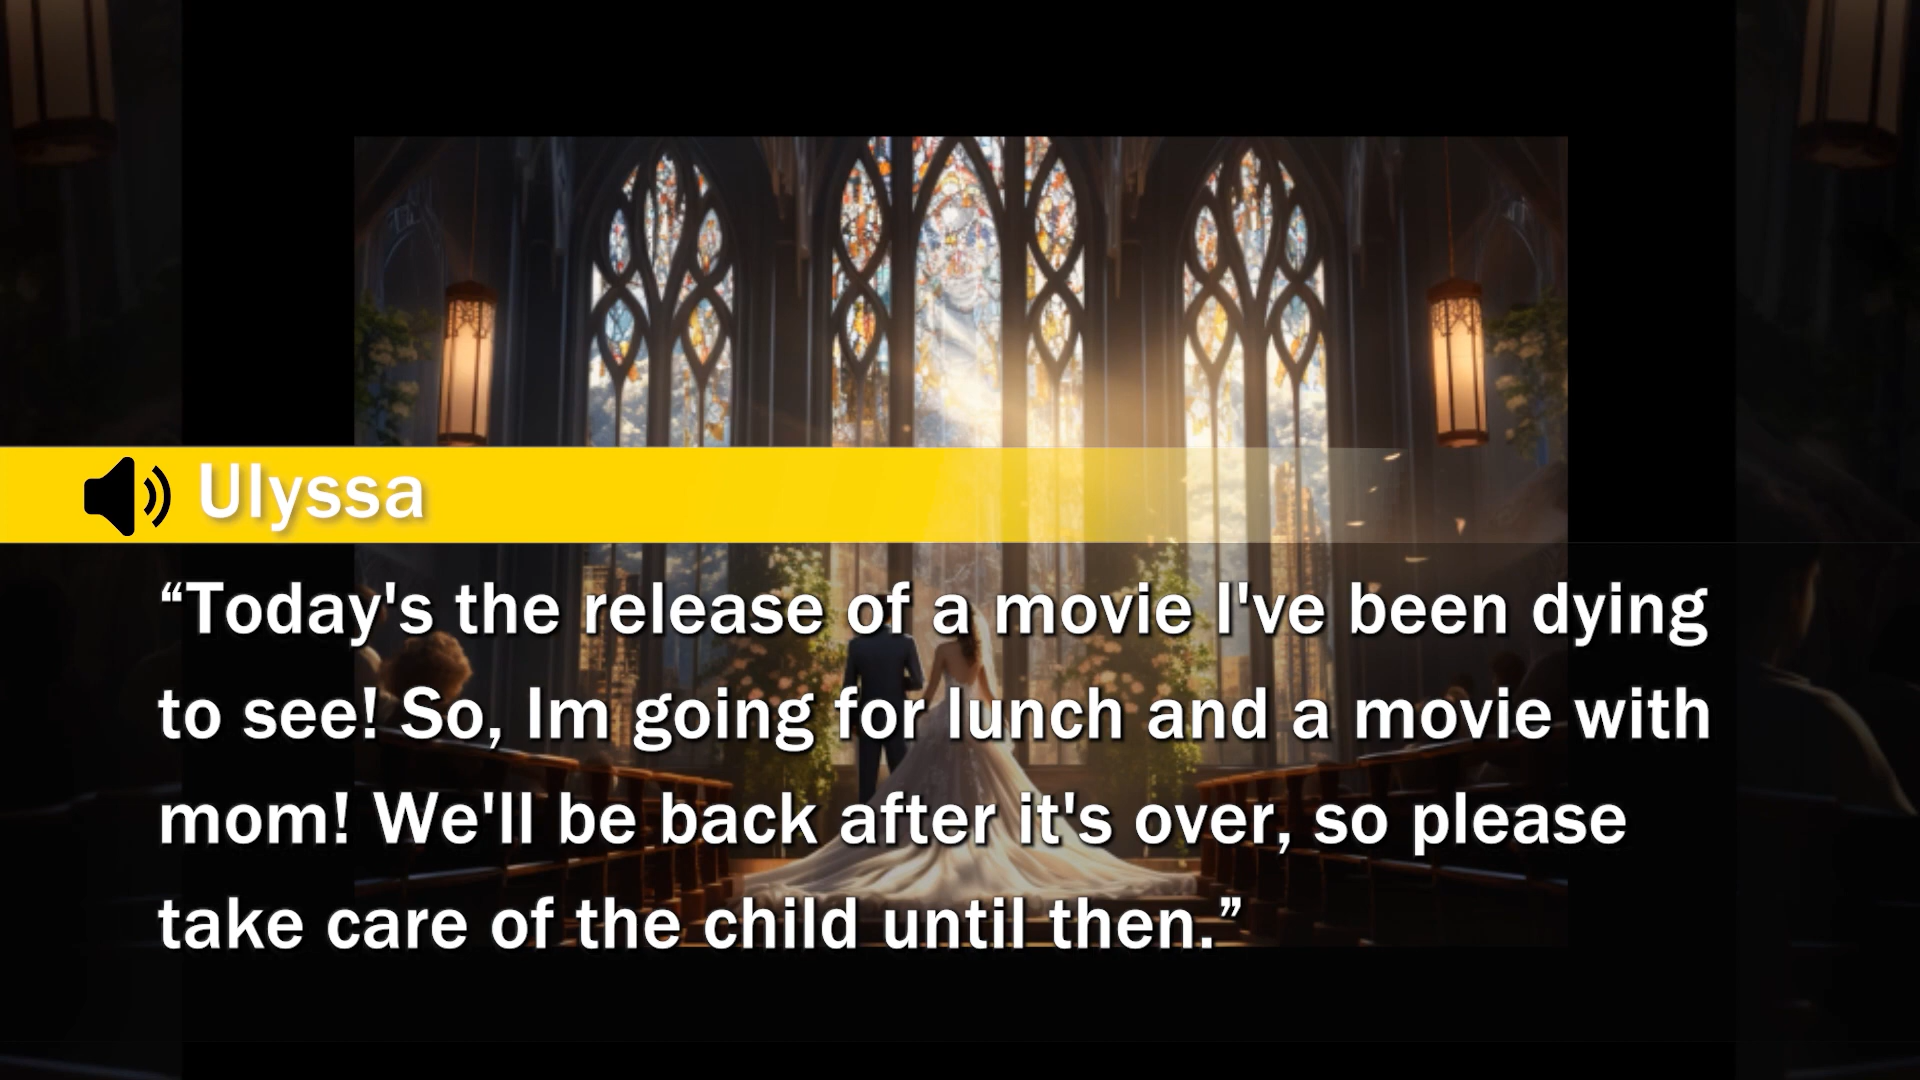 Ulyssa
“Today's the release of a movie I've been dying
to see! So, Im going for lunch and a movie with
mom! We'll be back after it's over, so please
take care of the child until then.”